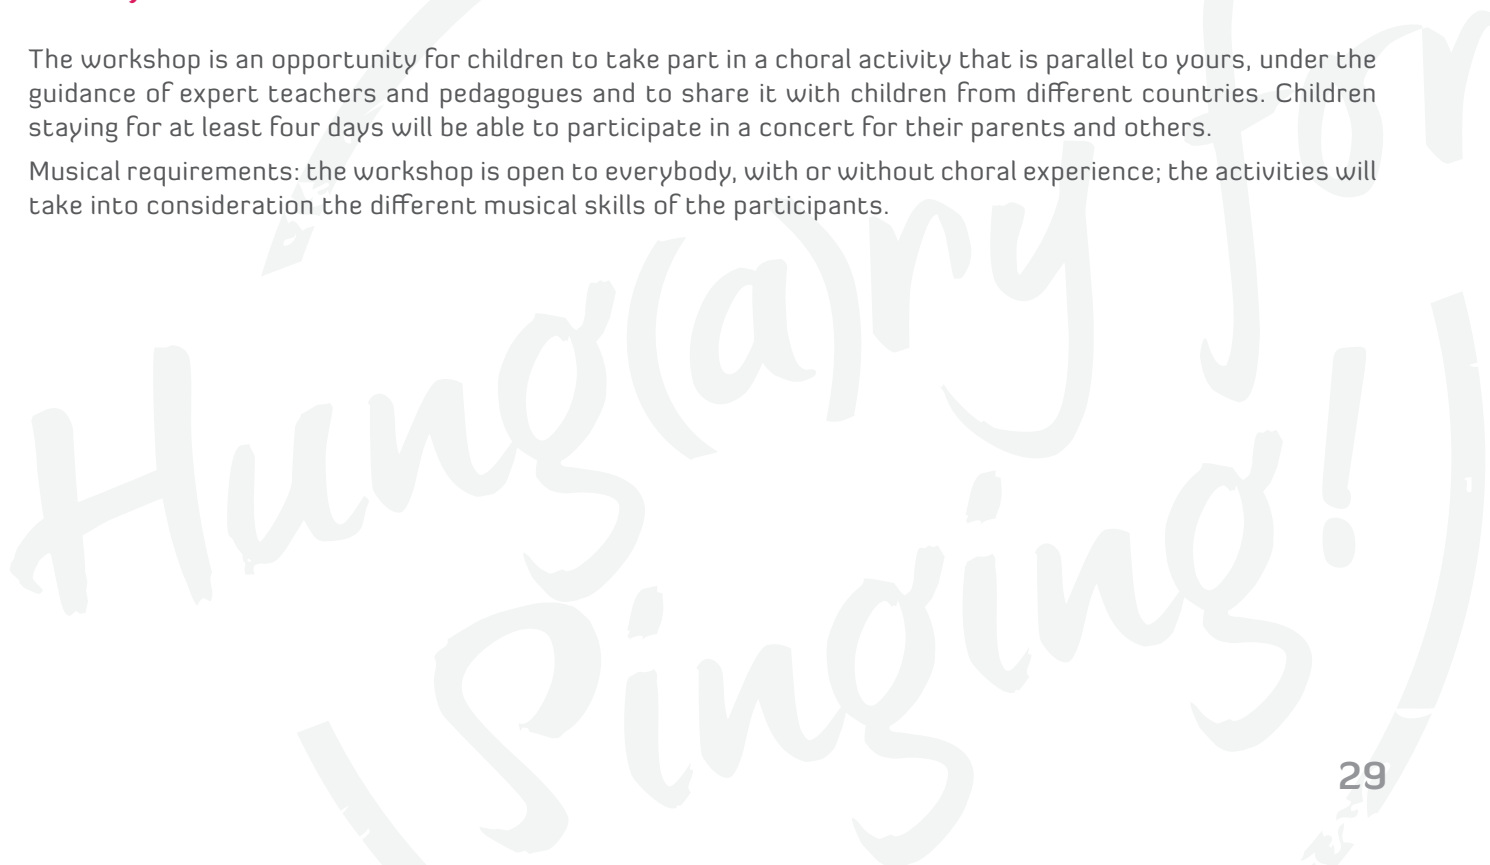 The workshop is an opportunity for children to take part in a choral activity that is parallel to yours, under the
guidance of expert teachers and pedagogues and to share it with children from different countries. Children
staying for at least four days will be able to participate in a concert for their parents and others.
Musical requirements: the workshop is open to everybody, with or without choral experience; the activities will
take into consideration the different musical skills of the participants.
Hung(a)ry for
Singing!
29